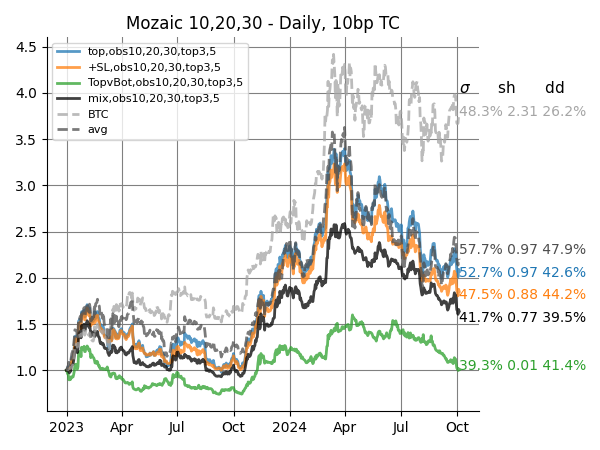 Mozaic 10,20,30 - Daily, 10bp TC
top,obs10,20,30,top3,5
+SL,obs10,20,30,top3,5
TopvBot,obs10,20,30,top3,5
mix,obs10,20,30,top3,5
BTC
avg
σ sh dd
48.3% 2.31 26.2%
57.7% 0.97 47.9%
52.7% 0.97 42.6%
47.5% 0.88 44.2%
41.7% 0.77 39.5%
39.3% 0.01 41.4%
4.5
4.0
3.5
3.0
2.5
2.0
1.5
1.0
2023 Apr Jul Oct 2024 Apr Jul Oct